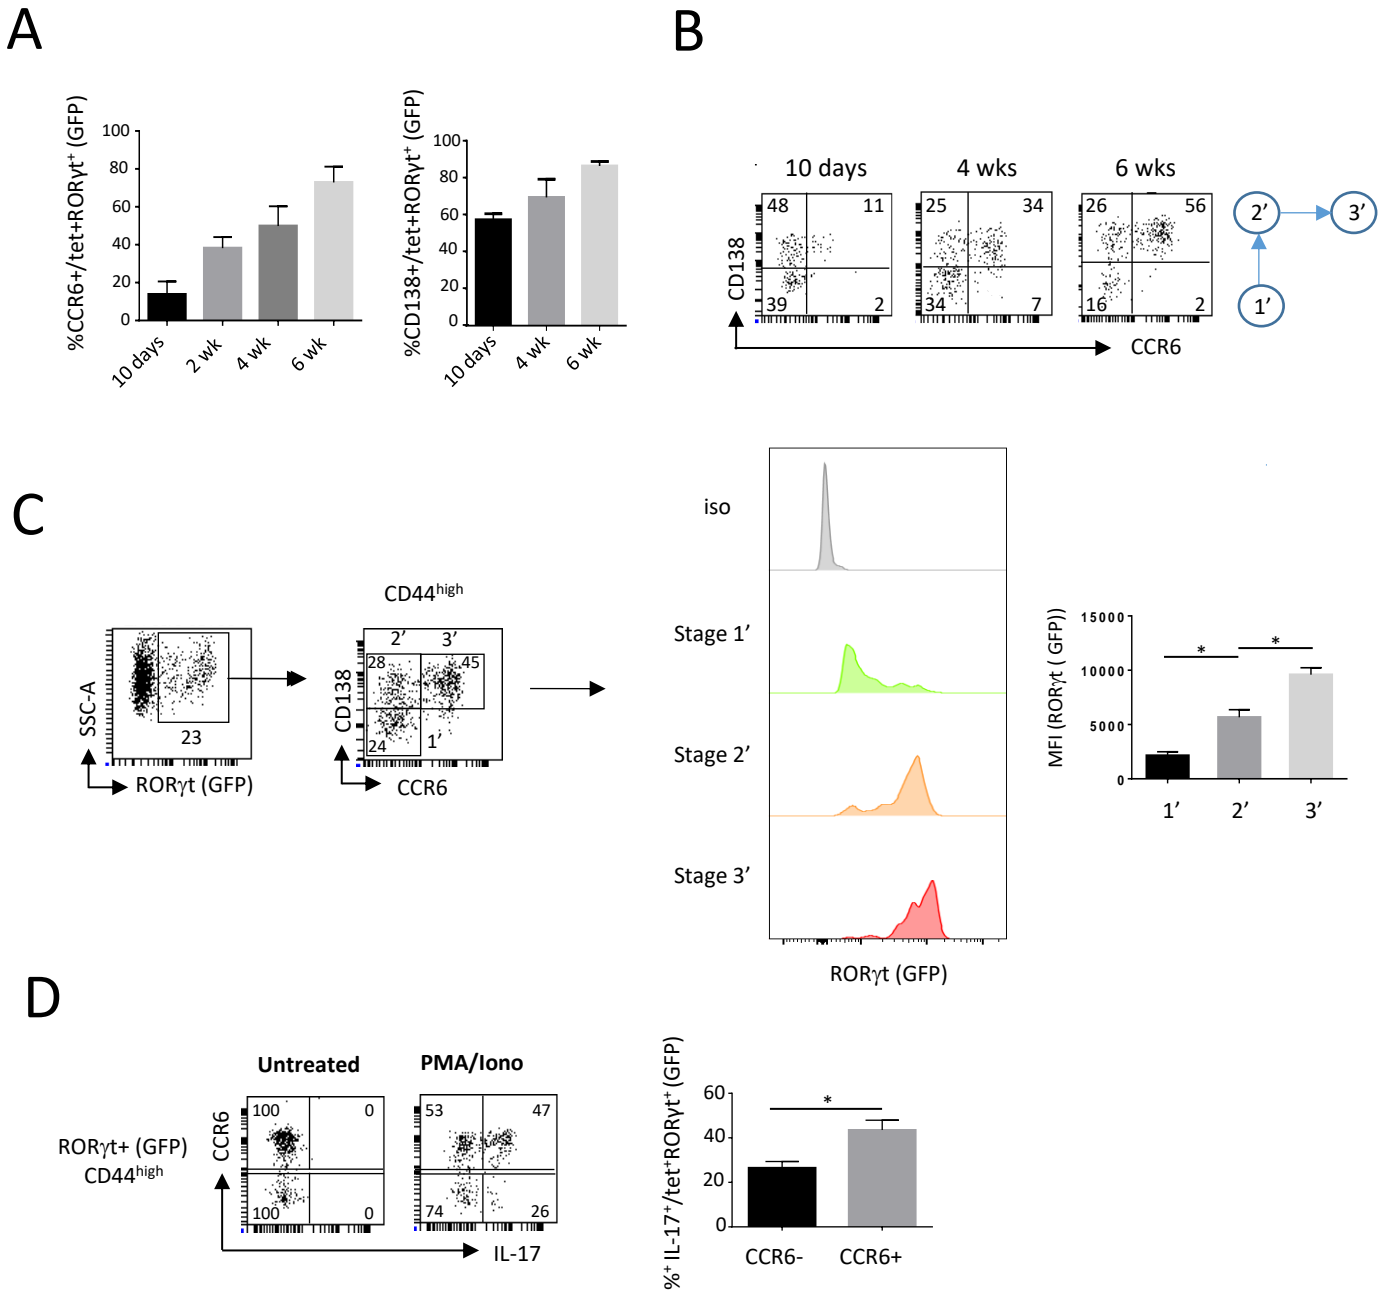 A
%CCR6+/tet+RORγt⁺ (GFP)
100
80
60
40
20
0
10 days
2 wk
4 wk
6 wk
%CD138+/tet+RORγt⁺ (GFP)
100
80
60
40
20
0
10 days
4 wk
6 wk
B
10 days
4 wks
6 wks
48 11
39 2
25 34
34 7
26 56
16 2
CD138
CCR6
2’ 3’
1’
C
SSC-A
23
RORγt (GFP)
CD44high
2’ 3’
28 45
24 1’
CD138
CCR6
iso
Stage 1’
Stage 2’
Stage 3’
RORγt (GFP)
MFI (RORγt ( GFP))
15000
10000
5000
0
* *
1’ 2’ 3’
D
Untreated
PMA/Iono
RORγt+ (GFP)
CD44high
CCR6
100 0
100 0
53 47
74 26
IL-17
%⁺ IL-17⁺/tet⁺RORγt⁺ (GFP)
60
40
20
0
*
CCR6- CCR6+